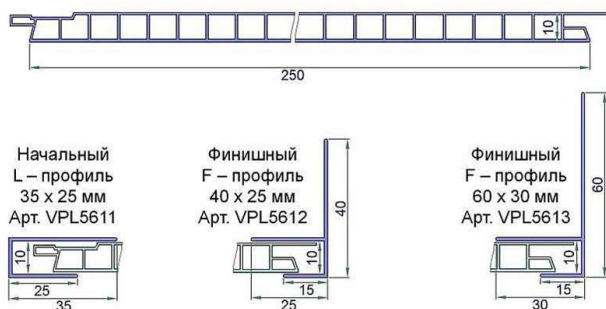 10
250
Начальный
L – профиль
35 x 25 мм
Арт. VPL5611
10
25
35
Финишный
F – профиль
40 x 25 мм
Арт. VPL5612
40
10
15
25
Финишный
F – профиль
60 x 30 мм
Арт. VPL5613
60
10
15
30